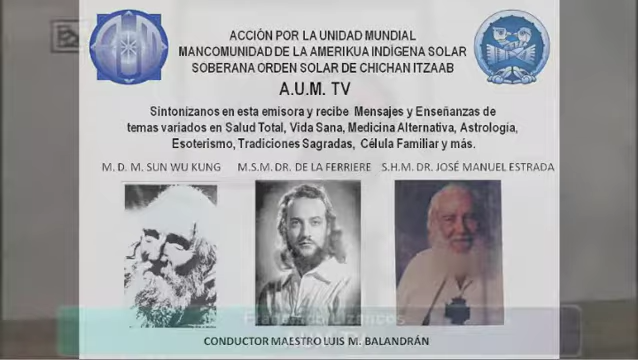 ACCIÓN POR LA UNIDAD MUNDIAL
MANCOMUNIDAD DE LA AMERIKUA INDÍGENA SOLAR
SOBERANA ORDEN SOLAR DE CHICHAN ITZAAB
A.U.M. TV
Sintonízanos en esta emisora y recibe Mensajes y Enseñanzas de
temas variados en Salud Total, Vida Sana, Medicina Alternativa, Astrología,
Esoterismo, Tradiciones Sagradas, Célula Familiar y más.
M. D. M. SUN WU KUNG
M.S.M. DR. DE LA FERRIERE
S.H.M. DR. JOSÉ MANUEL ESTRADA
AUM TV
CONDUCTOR MAESTRO LUIS M. BALANDRÁN